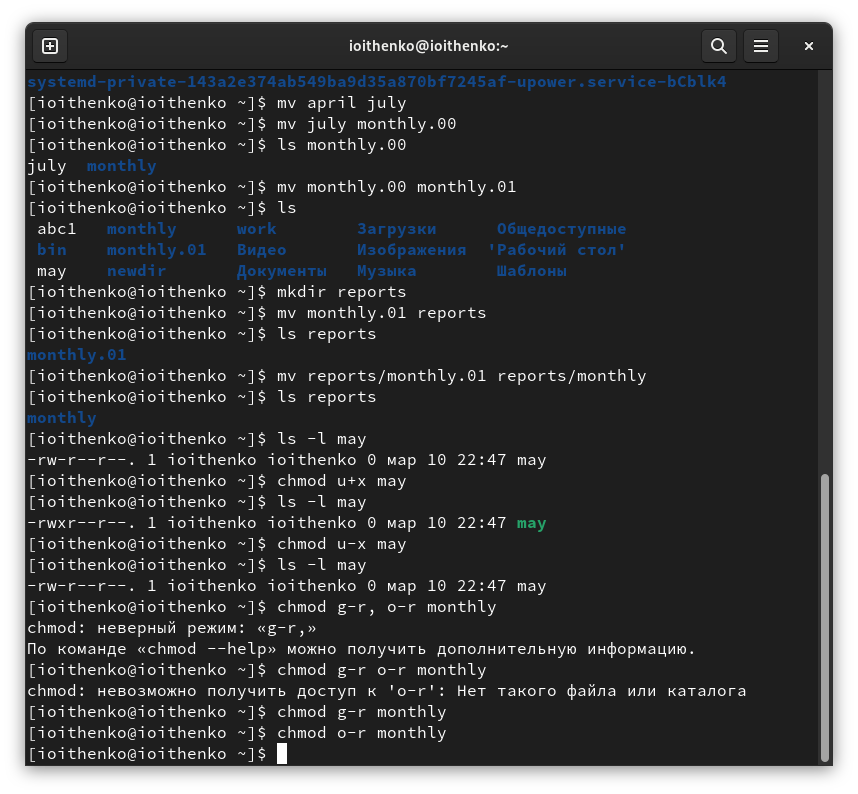 ioithenko@ioithenko:~
systemd-private-143a2e374ab549ba9d35a870bf7245af-upower.service-bCblk4
[ioithenko@ioithenko ~]$ mv april july
[ioithenko@ioithenko ~]$ mv july monthly.00
[ioithenko@ioithenko ~]$ ls monthly.00
july  monthly
[ioithenko@ioithenko ~]$ mv monthly.00 monthly.01
[ioithenko@ioithenko ~]$ ls
 abc1   monthly      work        Загрузки      Общедоступные
 bin    monthly.01   Видео       Изображения  'Рабочий стол'
 may    newdir       Документы   Музыка        Шаблоны
[ioithenko@ioithenko ~]$ mkdir reports
[ioithenko@ioithenko ~]$ mv monthly.01 reports
[ioithenko@ioithenko ~]$ ls reports
monthly.01
[ioithenko@ioithenko ~]$ mv reports/monthly.01 reports/monthly
[ioithenko@ioithenko ~]$ ls reports
monthly
[ioithenko@ioithenko ~]$ ls -l may
-rw-r--r--. 1 ioithenko ioithenko 0 мар 10 22:47 may
[ioithenko@ioithenko ~]$ chmod u+x may
[ioithenko@ioithenko ~]$ ls -l may
-rwxr--r--. 1 ioithenko ioithenko 0 мар 10 22:47 may
[ioithenko@ioithenko ~]$ chmod u-x may
[ioithenko@ioithenko ~]$ ls -l may
-rw-r--r--. 1 ioithenko ioithenko 0 мар 10 22:47 may
[ioithenko@ioithenko ~]$ chmod g-r, o-r monthly
chmod: неверный режим: «g-r,»
По команде «chmod --help» можно получить дополнительную информацию.
[ioithenko@ioithenko ~]$ chmod g-r o-r monthly
chmod: невозможно получить доступ к 'o-r': Нет такого файла или каталога
[ioithenko@ioithenko ~]$ chmod g-r monthly
[ioithenko@ioithenko ~]$ chmod o-r monthly
[ioithenko@ioithenko ~]$